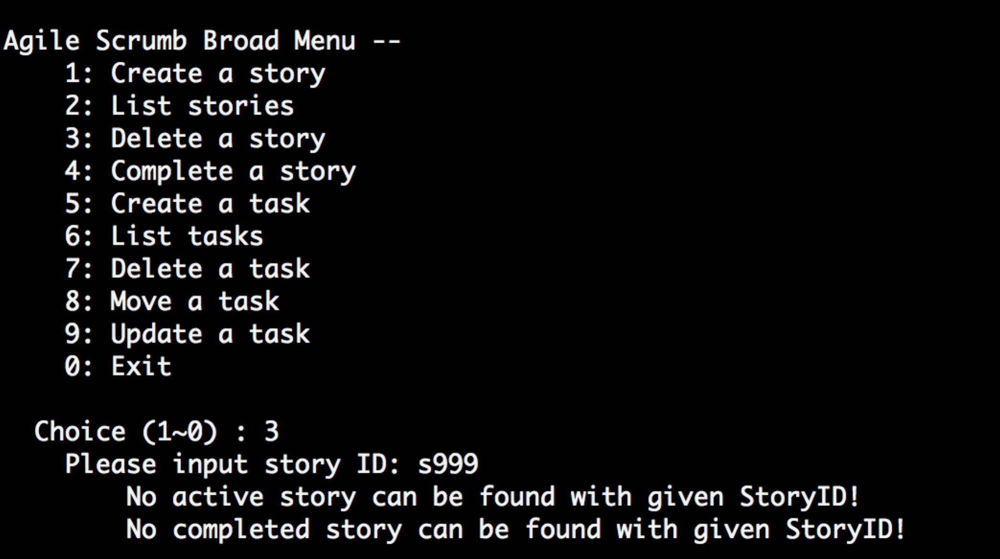 Agile Scrumb Broad Menu --
1: Create a story
2: List stories
3: Delete a story
4: Complete a story
5: Create a task
6: List tasks
7: Delete a task
8: Move a task
9: Update a task
0: Exit
Choice (1~0) : 3
Please input story ID: s999
No active story can be found with given StoryID!
No completed story can be found with given StoryID!